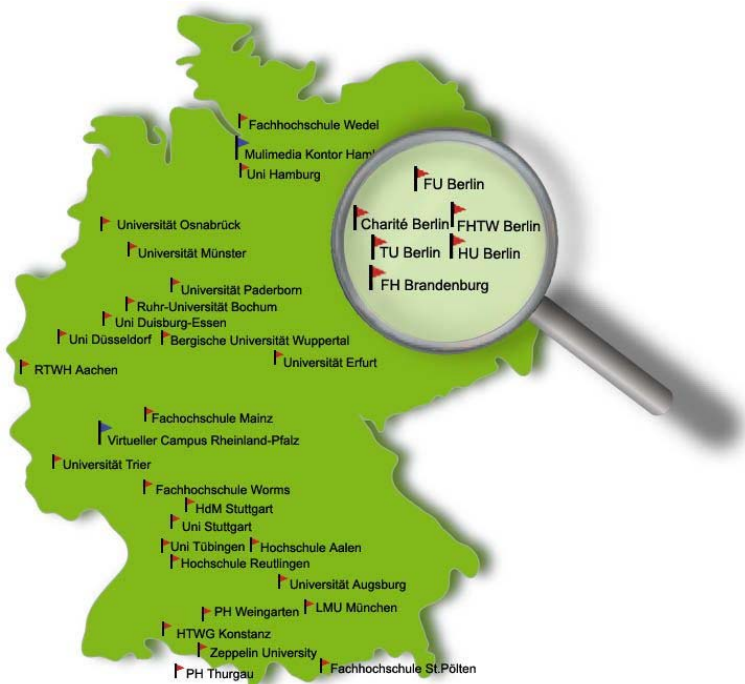 Fachhochschule Wedel
Mulimedia Kontor
Uni Hamburg
FU Berlin
Charité Berlin
FHTW Berlin
TU Berlin
HU Berlin
FH Brandenburg
Universität Osnabrück
Universität Münster
Universität Paderborn
Ruhr-Universität Bochum
Uni Duisburg-Essen
Uni Düsseldorf
Bergische Universität Wuppertal
Universität Erfurt
RTWH Aachen
Fachochschule Mainz
Virtueller Campus Rheinland-Pfalz
Universität Trier
Fachhochschule Worms
HdM Stuttgart
Uni Stuttgart
Uni Tübingen
Hochschule Aalen
Hochschule Reutlingen
Universität Augsburg
PH Weingarten
LMU München
HTWG Konstanz
Zeppelin University
PH Thurgau
Fachhochschule St.Pölten